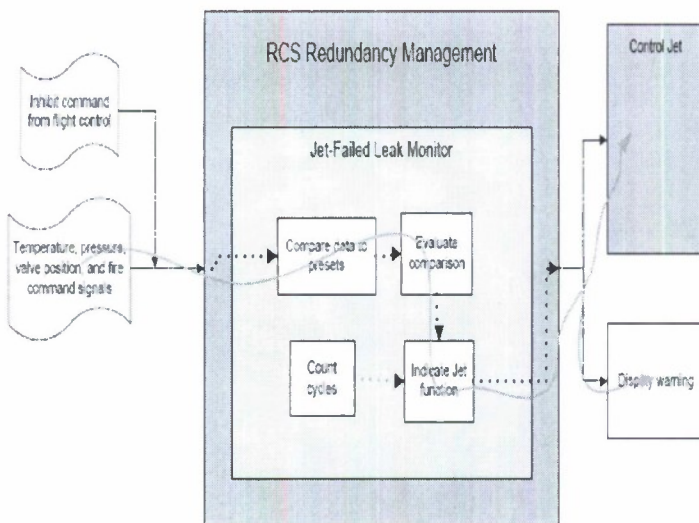 RCS Redundancy Management
Control Jet
Inhibit command
from flight control
Jet-Failed Leak Monitor
Temperature, pressure,
valve position, and fire
command signals
Compare data to
presets
Evaluate
comparison
Count
cycles
Indicate Jet
function
Display warning